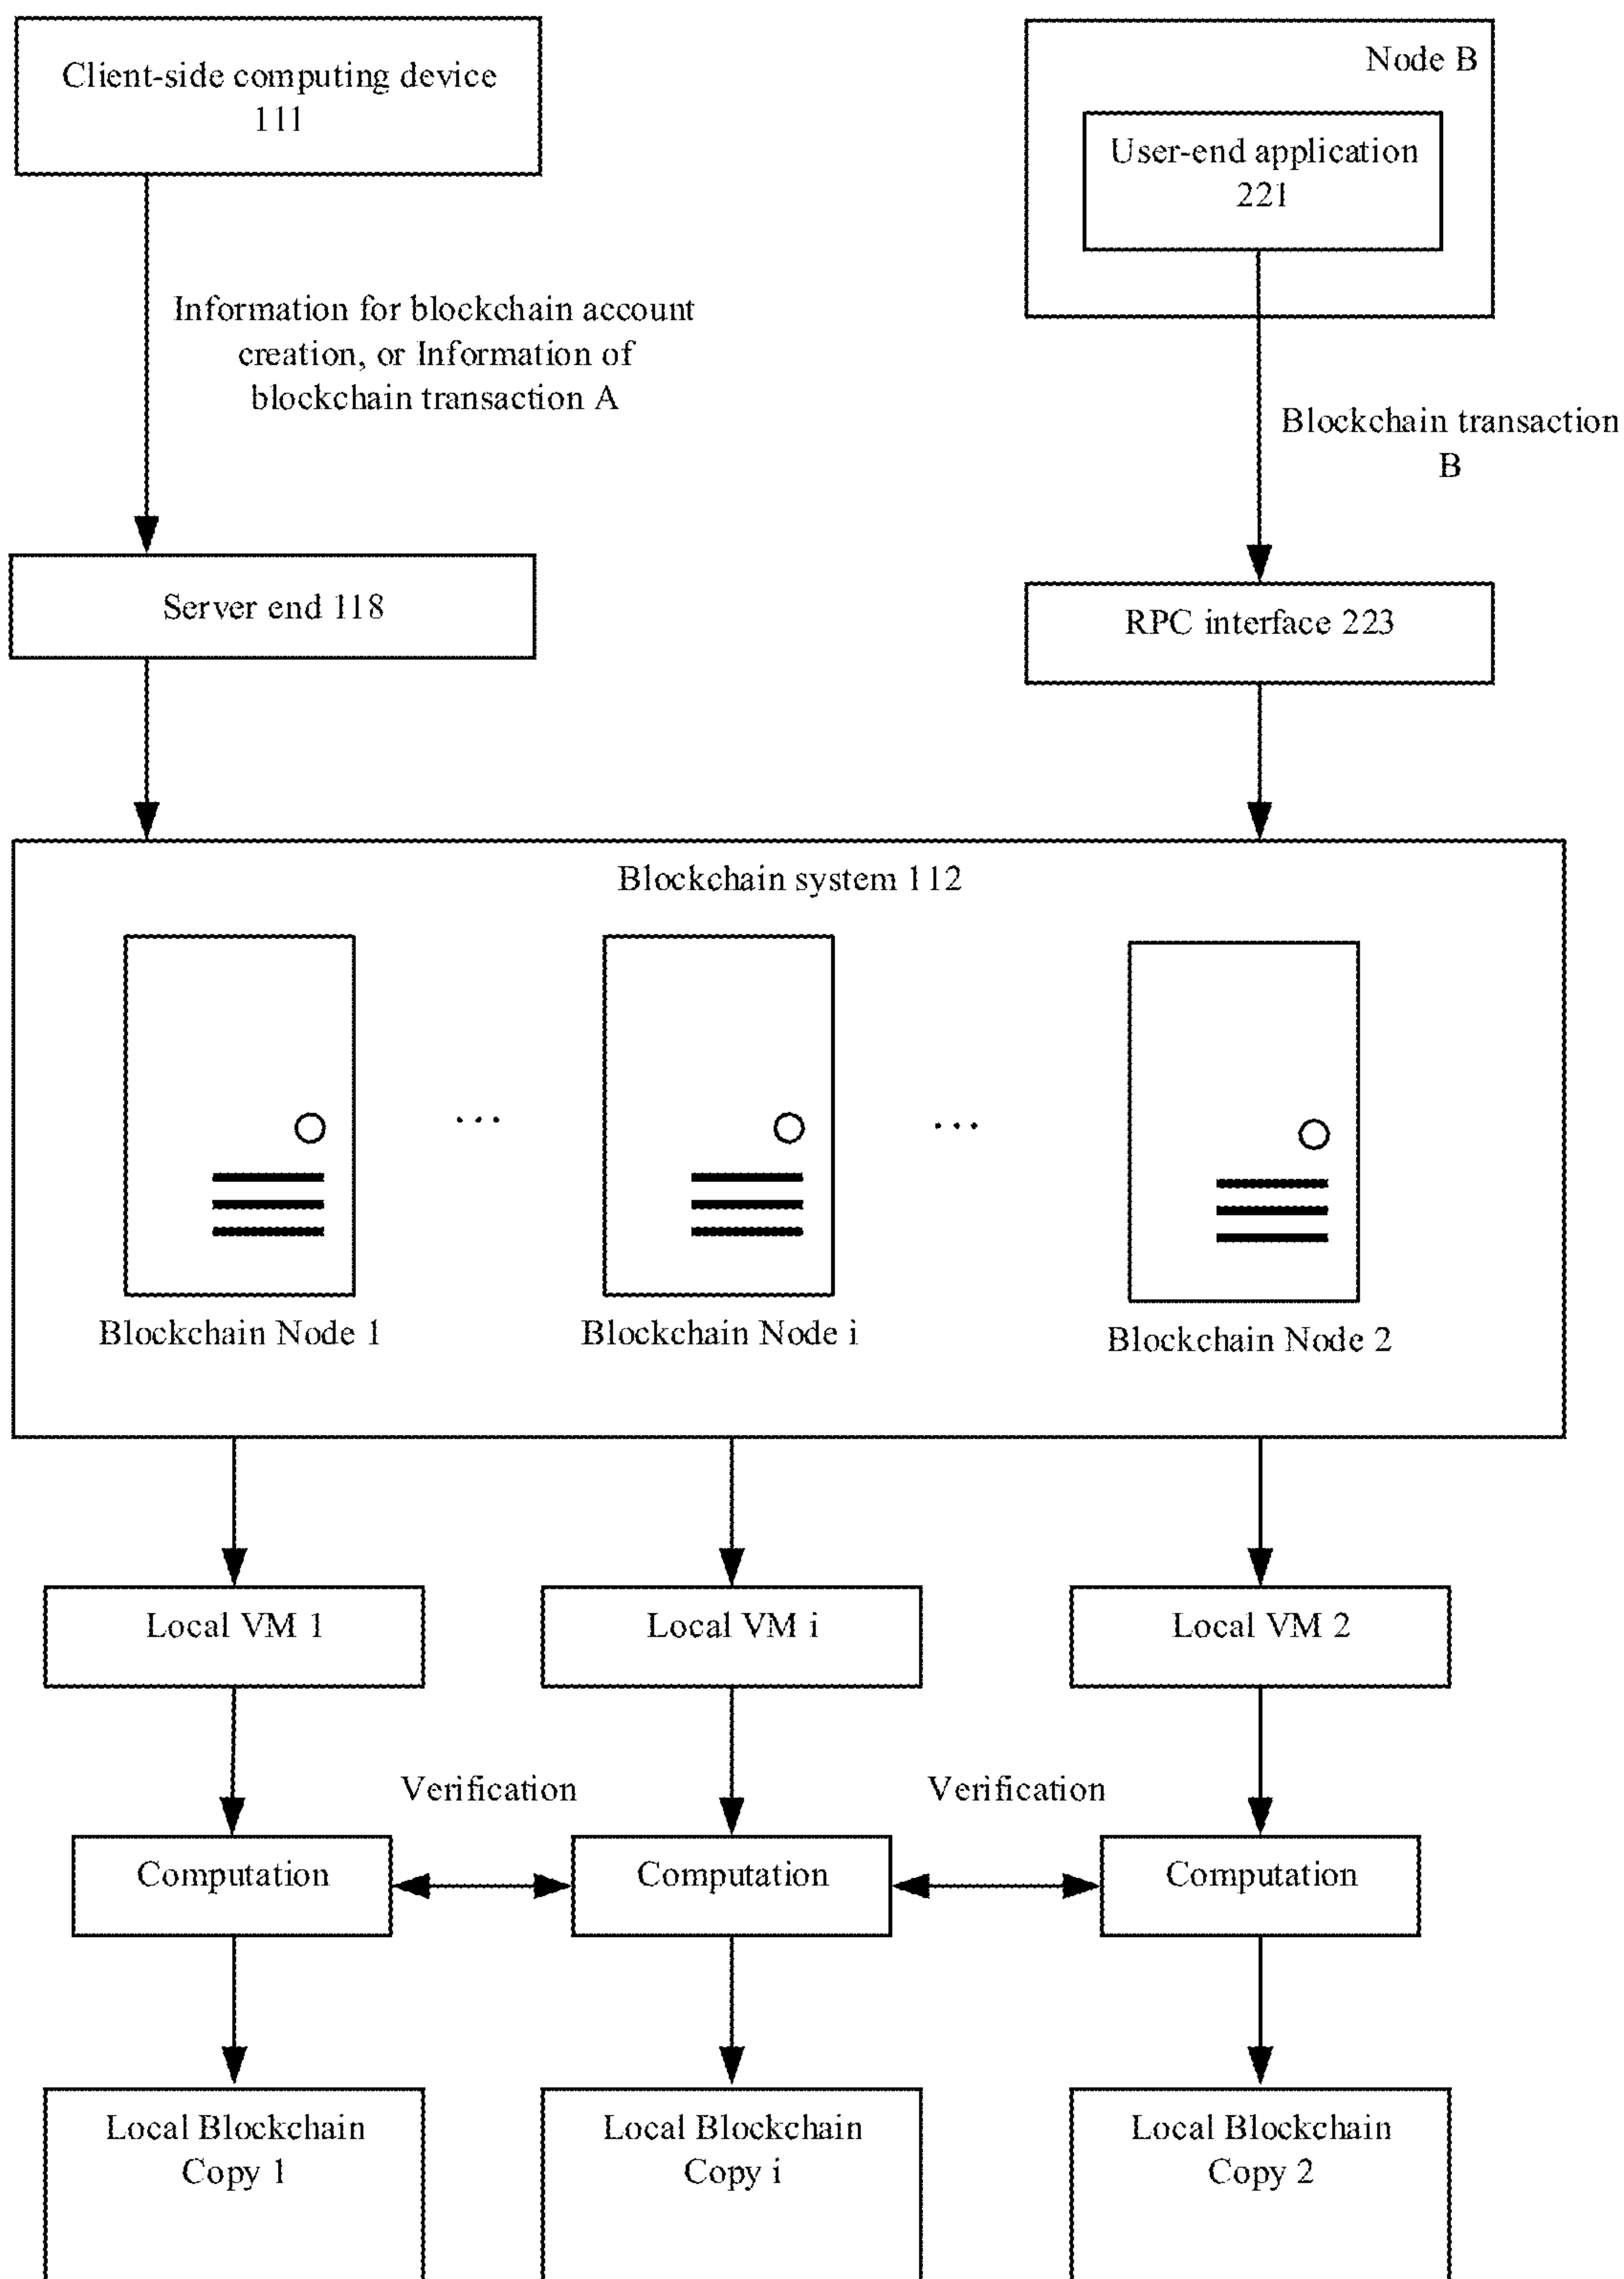 Client-side computing device
111
Node B
User-end application
221
Information for blockchain account
creation, or Information of
blockchain transaction A
Blockchain transaction
B
Server end 118
RPC interface 223
Blockchain system 112
...
...
Blockchain Node 1
Blockchain Node i
Blockchain Node 2
Local VM 1
Local VM i
Local VM 2
Verification
Verification
Computation
Computation
Computation
Local Blockchain
Copy 1
Local Blockchain
Copy i
Local Blockchain
Copy 2